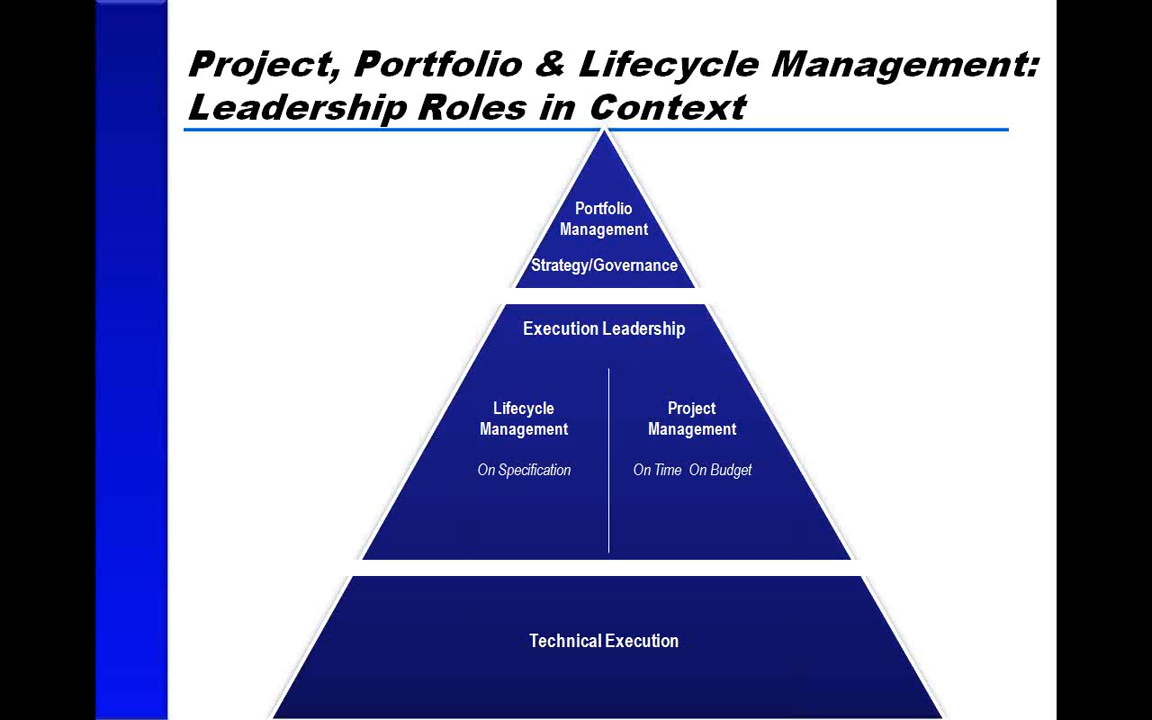 Project, Portfolio & Lifecycle Management:
Leadership Roles in Context
Portfolio
Management
Strategy/Governance
Execution Leadership
Lifecycle
Management
On Specification
Project
Management
On Time  On Budget
Technical Execution